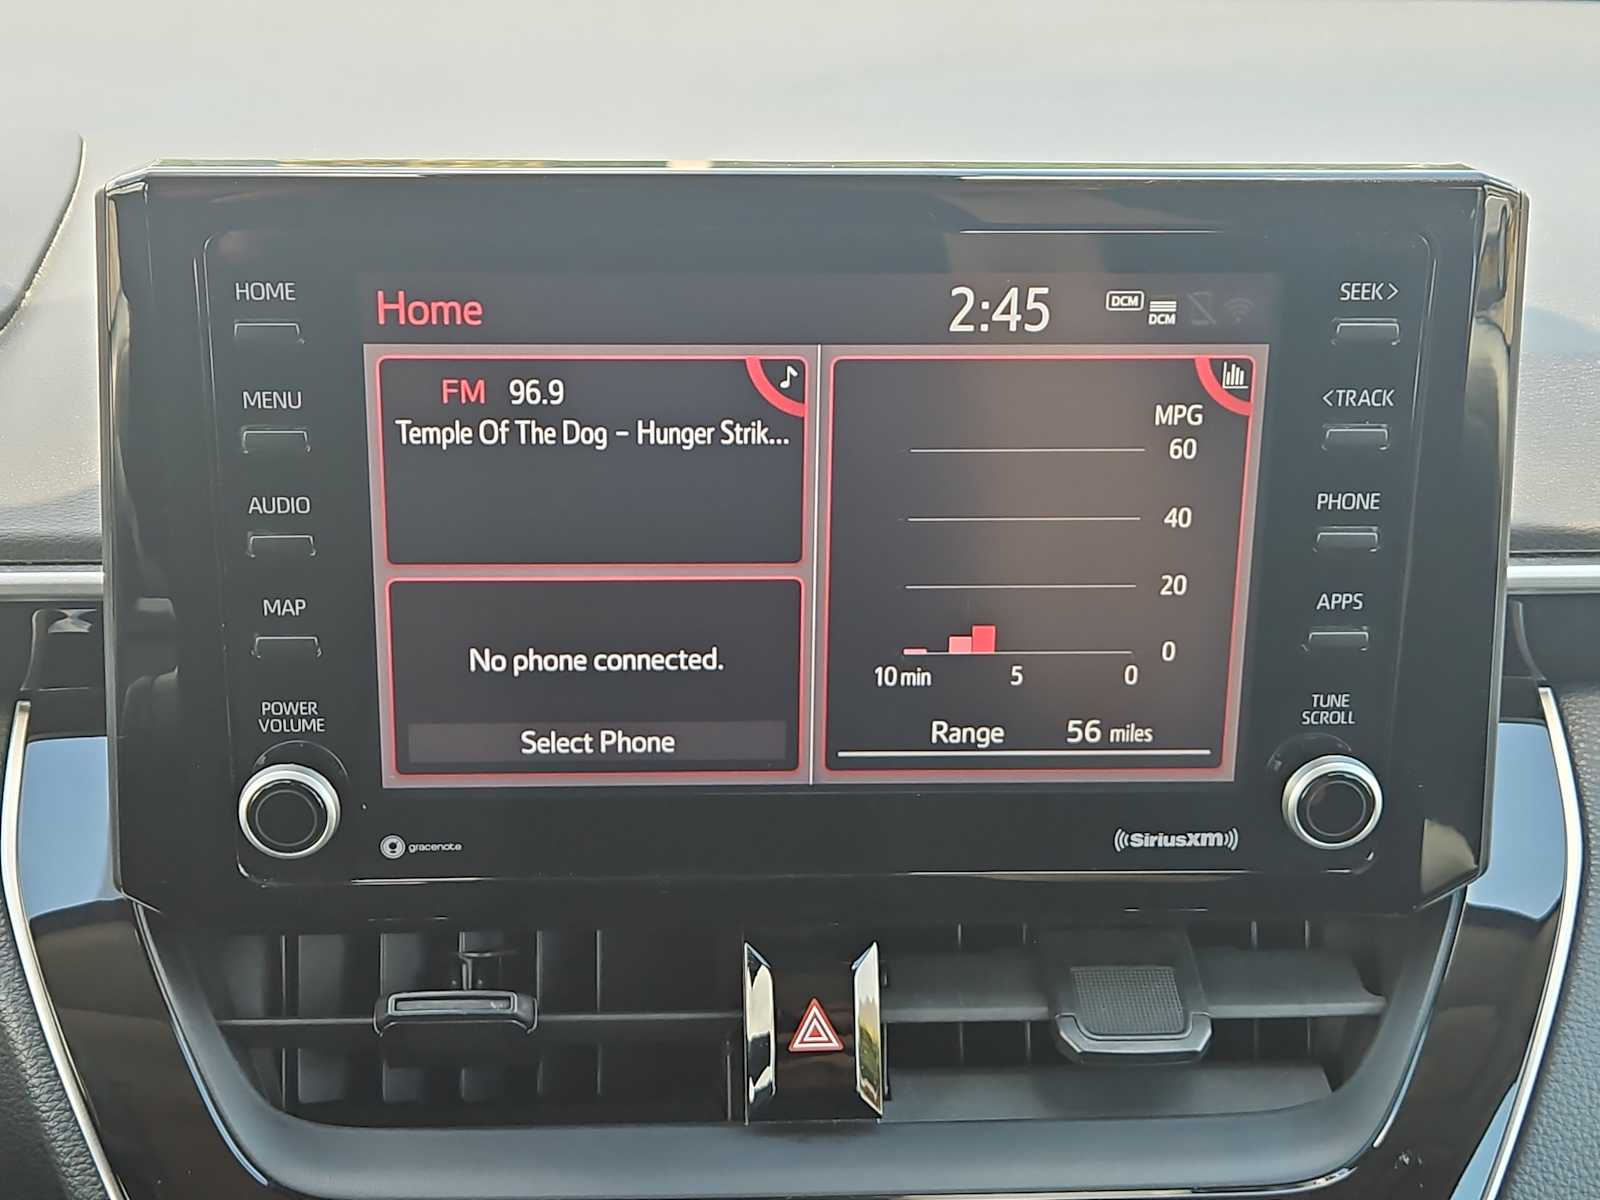 HOME
MENU
AUDIO
MAP
POWER
VOLUME
Home
2:45
DCM
DCM
FM 96.9
Temple Of The Dog – Hunger Strik...
No phone connected.
Select Phone
MPG
60
40
20
0
10 min 5 0
Range 56 miles
SEEK>
<TRACK
PHONE
APPS
TUNE
SCROLL
gracenote
((SiriusXM))